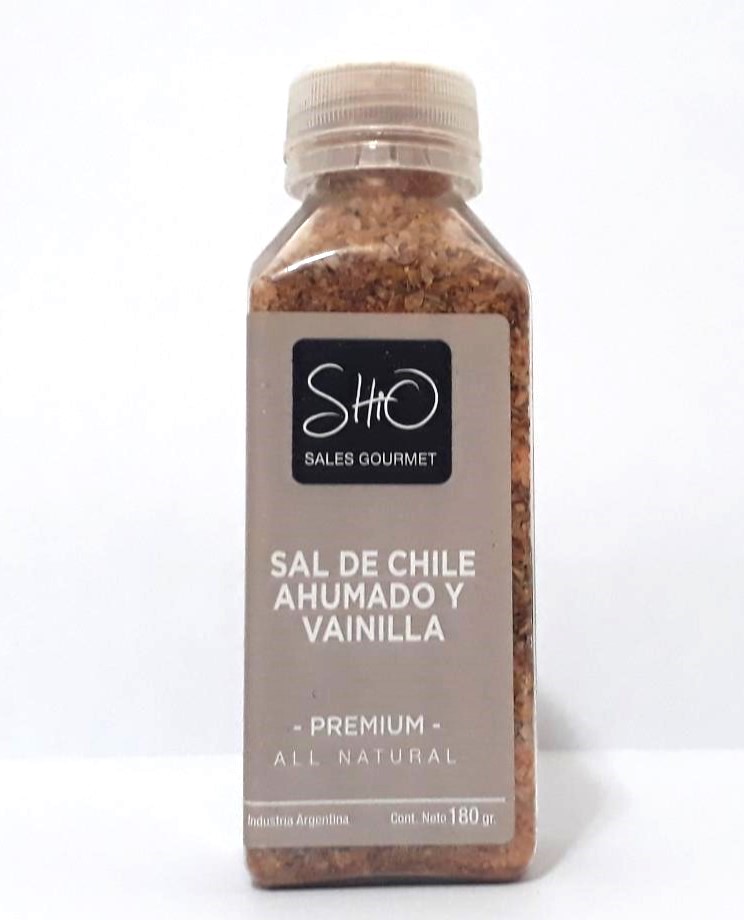 SHiO
SALES GOURMET
SAL DE CHILE
AHUMADO Y
VAINILLA
- PREMIUM -
ALL NATURAL
Industria Argentina Cont. Neto 180 gr.